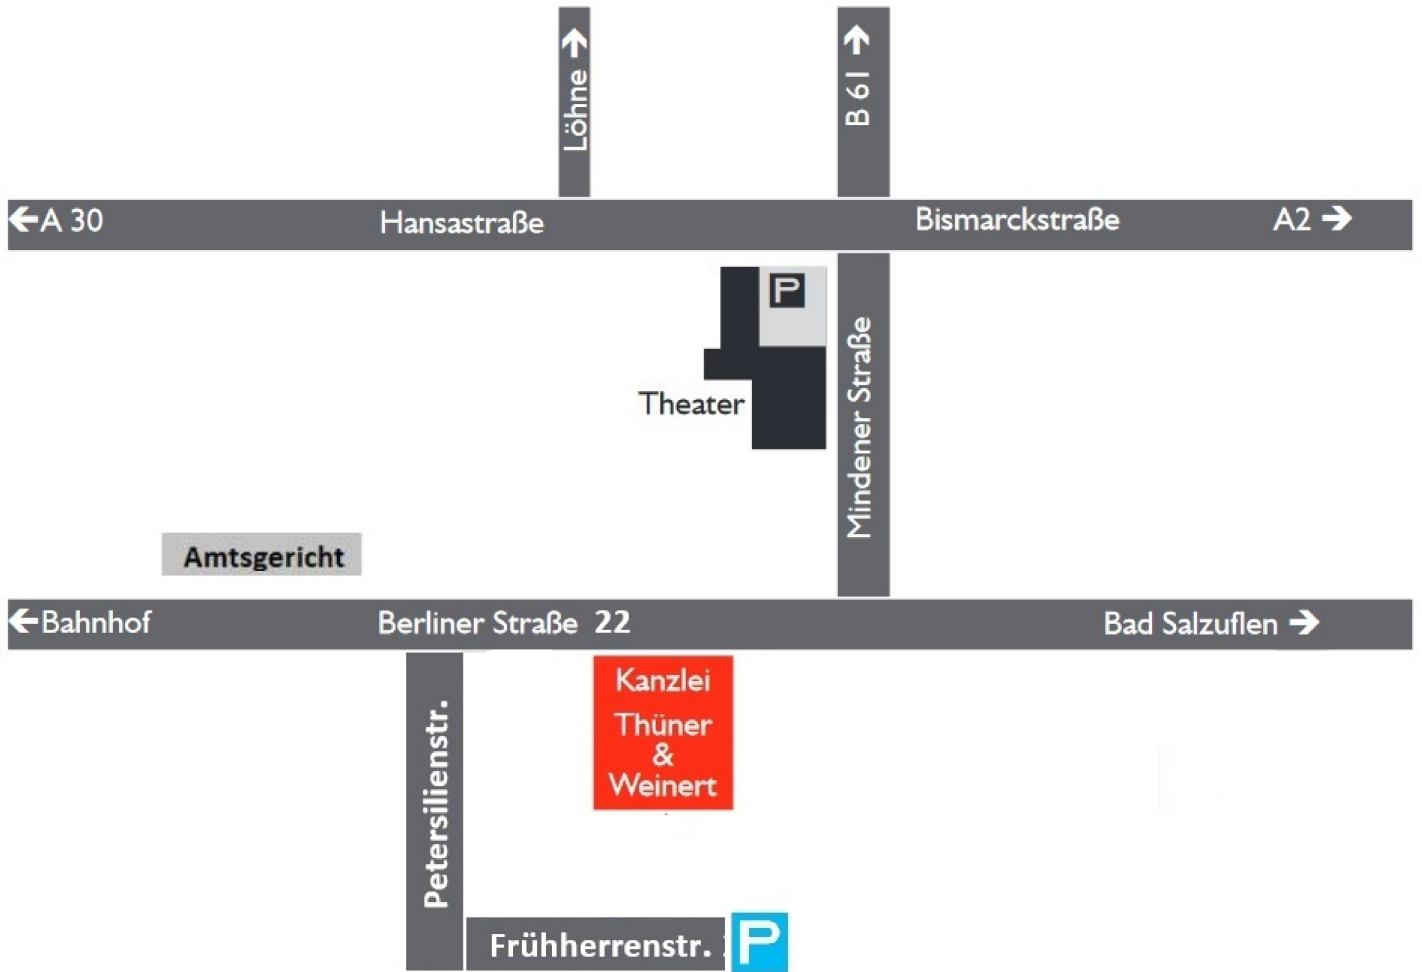 Löhne
B 61
A 30
Hansastraße
Bismarckstraße
A2
P
Theater
Mindener Straße
Amtsgericht
Bahnhof
Berliner Straße 22
Bad Salzuflen
Kanzlei
Thüner
&
Weinert
Petersilienstr.
Frühherrenstr.
P